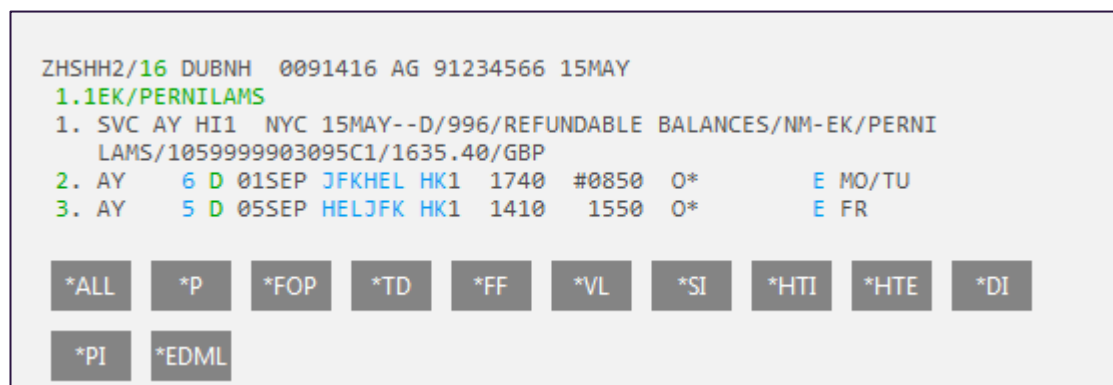 ZHSHH2/16 DUBNH  0091416 AG 91234566 15MAY
1.1EK/PERNILAMS
1. SVC AY HI1  NYC 15MAY--D/996/REFUNDABLE BALANCES/NM-EK/PERNI
LAMS/1059999903095C1/1635.40/GBP
2. AY     6 D 01SEP JFKHEL HK1  1740  #0850  O*       E MO/TU
3. AY     5 D 05SEP HELJFK HK1  1410   1550  O*       E FR
*ALL *P *FOP *TD *FF *VL *SI *HTI *HTE *DI
*PI *EDML